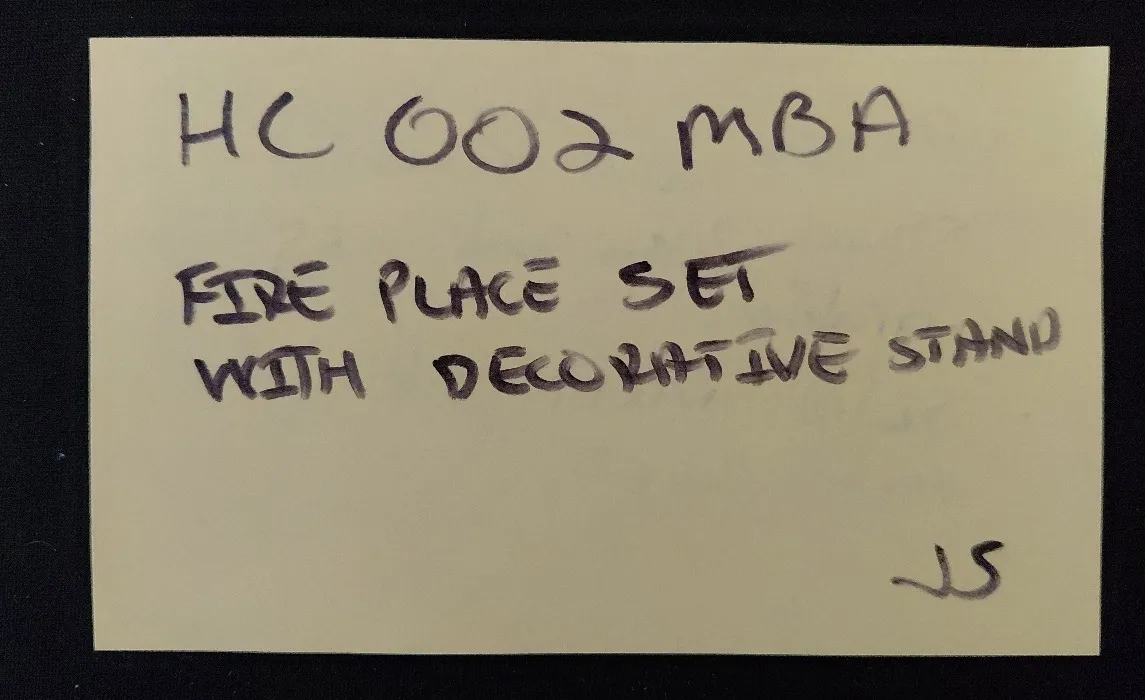 HC 002 MBA
FIRE PLACE SET
WITH DECORATIVE STAND
JS